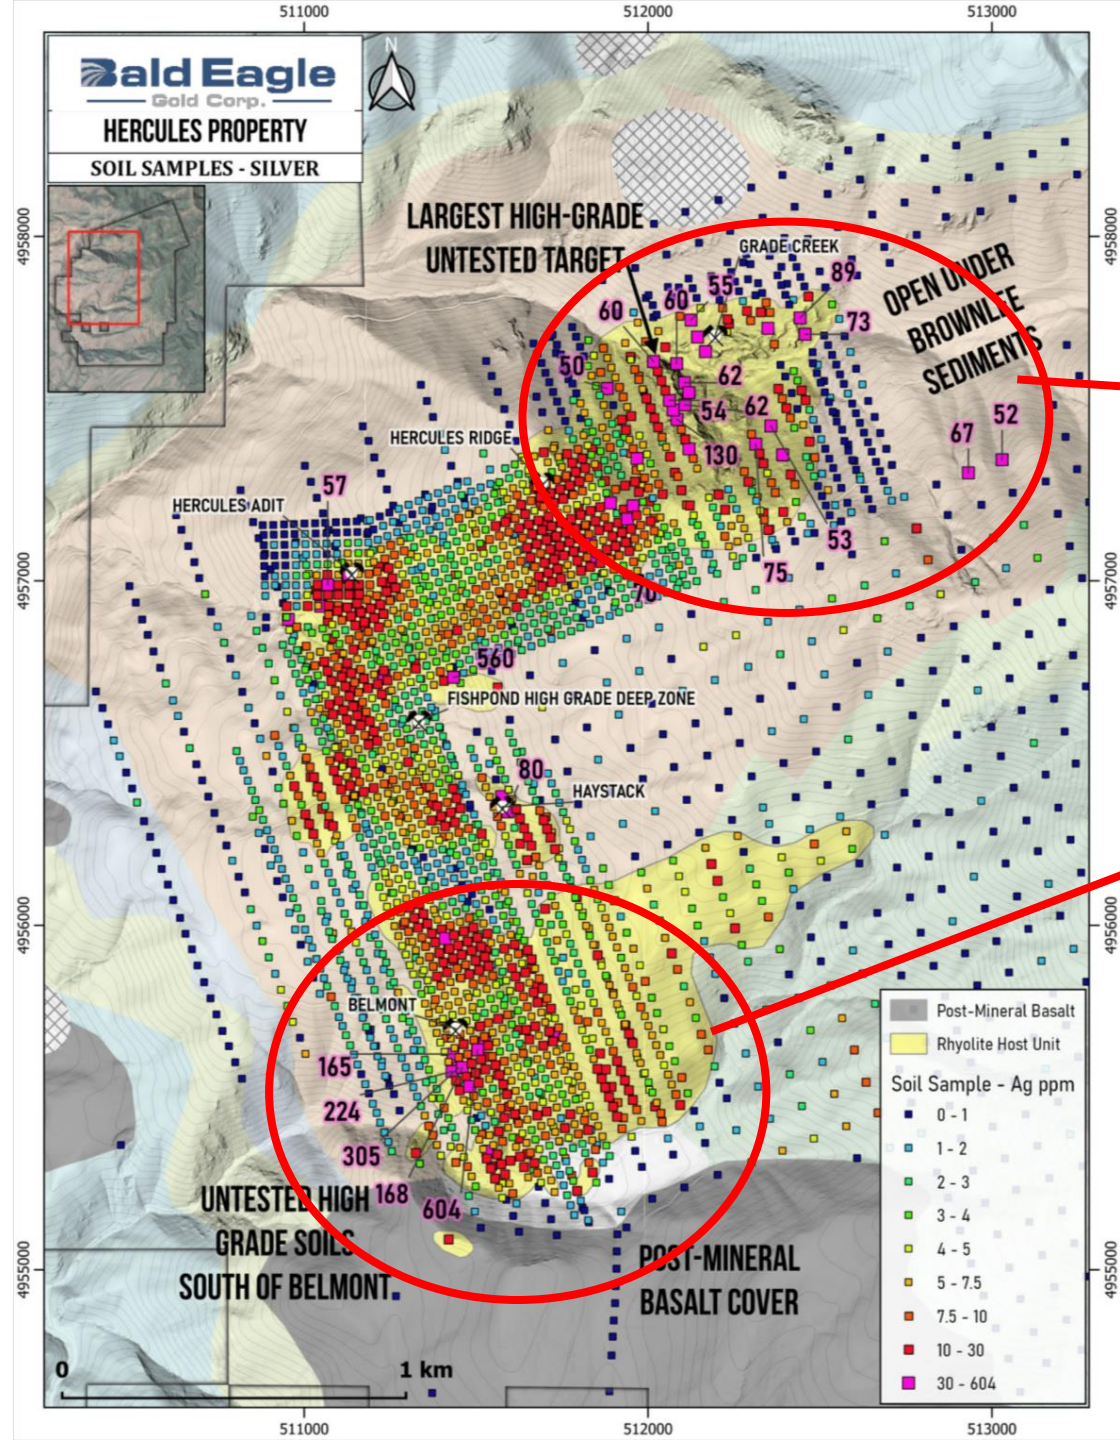 511000
512000
513000
Bald Eagle
Gold Corp.
HERCULES PROPERTY
SOIL SAMPLES - SILVER
N
4958000
4958000
LARGEST HIGH-GRADE
UNTESTED TARGET
GRADE CREEK
OPEN UNDER
BROWNLEE
SEDIMENTS
60
60
55
89
73
50
62
54
62
130
67
52
53
75
70
HERCULES RIDGE
57
HERCULES ADIT
4957000
4957000
560
FISHPOND HIGH GRADE DEEP ZONE
80
HAYSTACK
4956000
4956000
BELMONT
165
224
305
168
604
UNTESTED HIGH
GRADE SOILS
SOUTH OF BELMONT
POST-MINERAL
BASALT COVER
4955000
4955000
Post-Mineral Basalt
Rhyolite Host Unit
Soil Sample - Ag ppm
0 - 1
1 - 2
2 - 3
3 - 4
4 - 5
5 - 7.5
7.5 - 10
10 - 30
30 - 604
0
1 km
511000
512000
513000